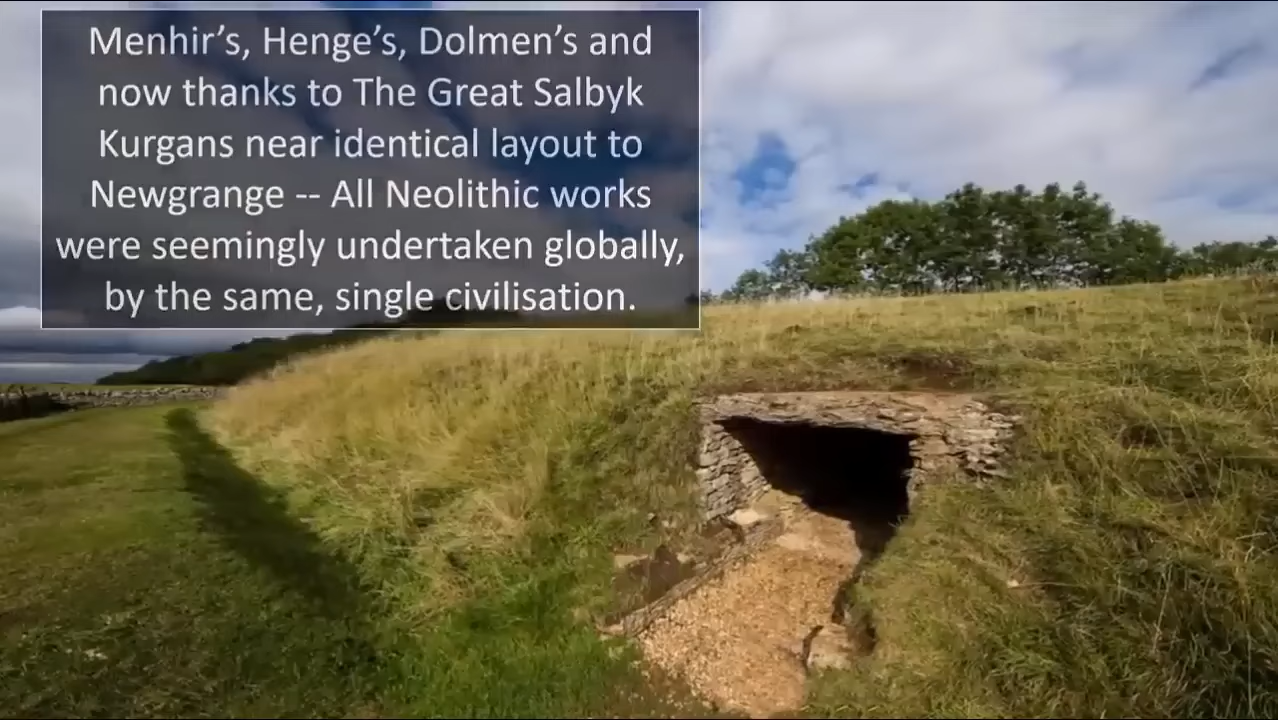 Menhir's, Henge's, Dolmen's and
now thanks to The Great Salbyk
Kurgans near identical layout to
Newgrange -- All Neolithic works
were seemingly undertaken globally,
by the same, single civilisation.